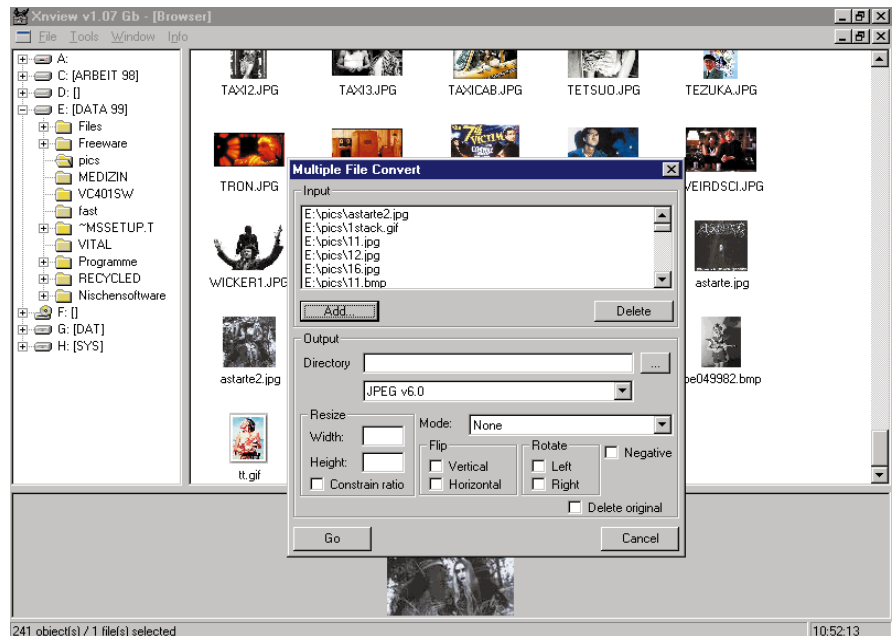 Xnview v1.07 Gb - [Browser]
File Tools Window Info
A:
C: [ARBEIT 98]
D: []
E: [DATA 99]
Files
Freeware
pics
MEDIZIN
VC401SW
fast
~MSSETUP.T
VITAL
Programme
RECYCLED
Nischensoftware
F: []
G: [DAT]
H: [SYS]
TAXI2.JPG
TAXI3.JPG
TAXICAB.JPG
TETSUO.JPG
TEZUKA.JPG
7th
VICTIM
TRON.JPG
VEIRDSCI.JPG
WICKER1.JPG
astarte.jpg
astarte2.jpg
be049982.bmp
tt.gif
Multiple File Convert
Input
E:\pics\astarte2.jpg
E:\pics\1stack.gif
E:\pics\11.jpg
E:\pics\12.jpg
E:\pics\16.jpg
E:\pics\11.bmp
Add...
Delete
Output
Directory
...
JPEG v6.0
Resize
Width:
Height:
Constrain ratio
Mode: None
Flip
Vertical
Horizontal
Rotate
Left
Right
Negative
Delete original
Go
Cancel
241 object(s) / 1 file(s) selected
10:52:13